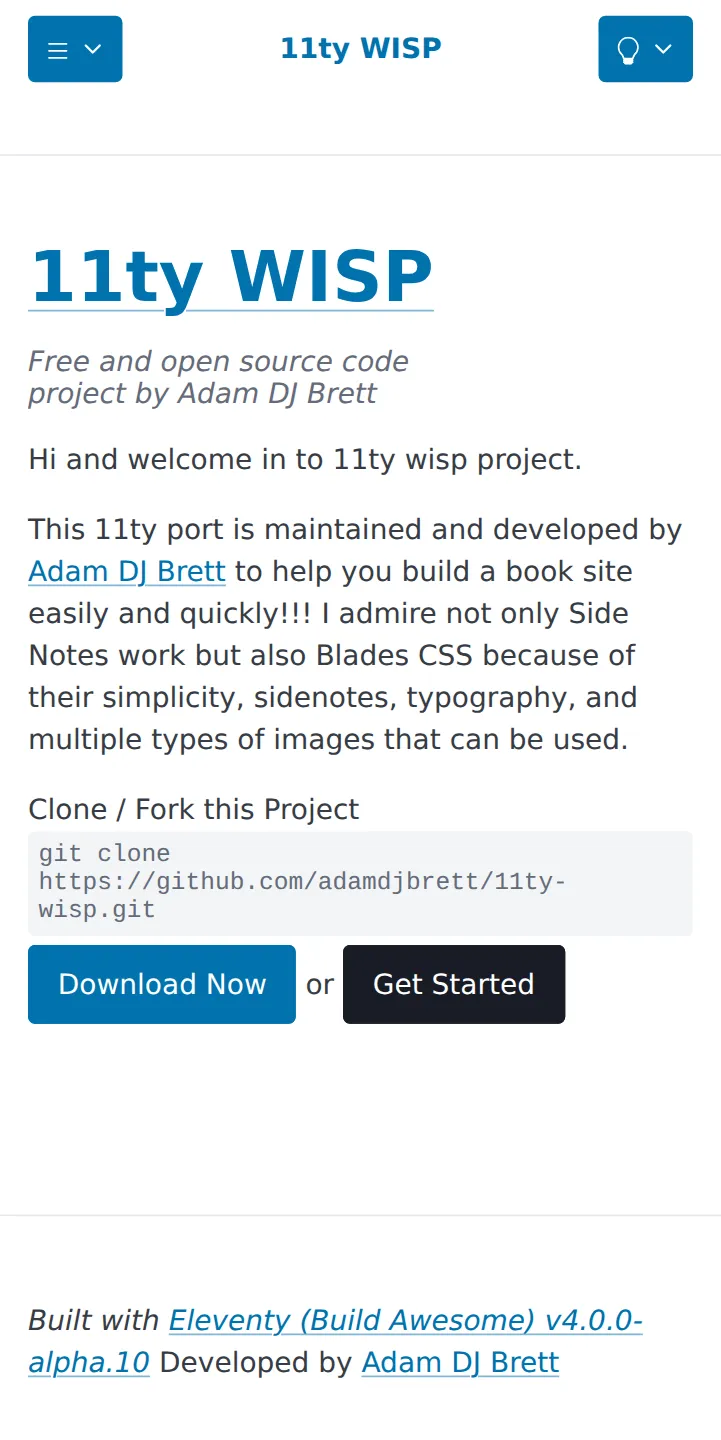 11ty WISP
11ty WISP
Free and open source code
project by Adam DJ Brett
Hi and welcome in to 11ty wisp project.
This 11ty port is maintained and developed by
Adam DJ Brett to help you build a book site
easily and quickly!!! I admire not only Side
Notes work but also Blades CSS because of
their simplicity, sidenotes, typography, and
multiple types of images that can be used.
Clone / Fork this Project
git clone
https://github.com/adamdjbrett/11ty-
wisp.git
Download Now or Get Started
Built with Eleventy (Build Awesome) v4.0.0-
alpha.10 Developed by Adam DJ Brett